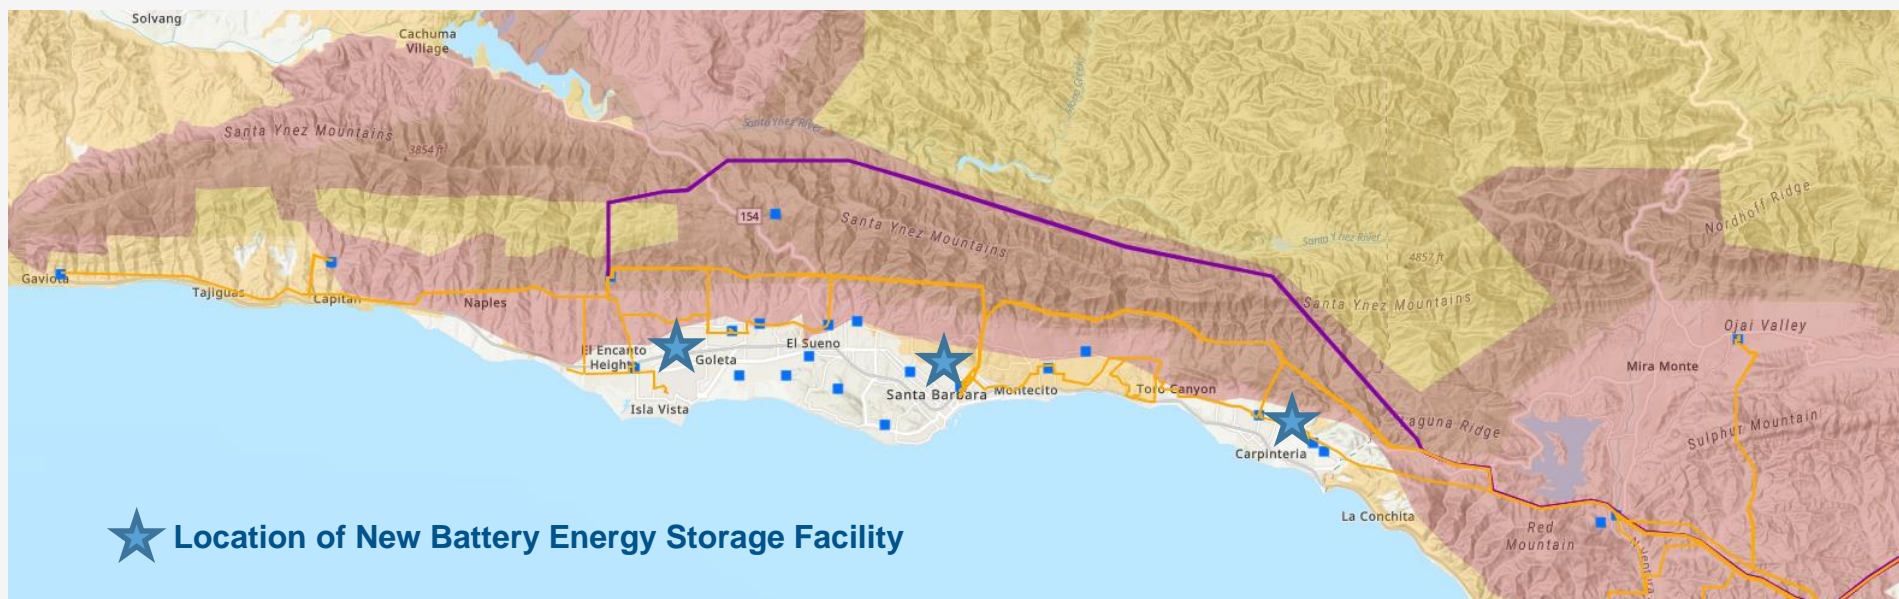 Solvang
Cachuma
Village
Santa Ynez Mountains
3854 ft
Santa Ynez River
Mono Creek
154
Santa Ynez Mountains
Santa Ynez River
4857 ft
Nordhoff Ridge
Gaviota
Tajiguas
Capitan
Naples
Santa Ynez Mountains
Ojai Valley
El Encanto
Heights
Goleta
El Sueno
Mira Monte
Isla Vista
Santa Barbara
Montecito
Toro Canyon
Laguna Ridge
Sulphur Mountain
Carpinteria
La Conchita
Red
Mountain
N Ventura
Location of New Battery Energy Storage Facility